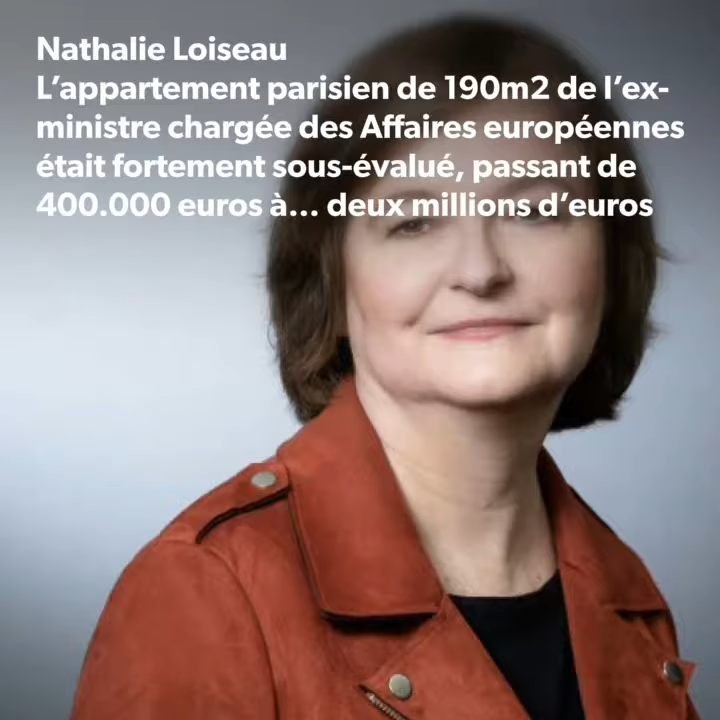 Nathalie Loiseau
L’appartement parisien de 190m2 de l’ex-
ministre chargée des Affaires européennes
était fortement sous-évalué, passant de
400.000 euros à... deux millions d’euros